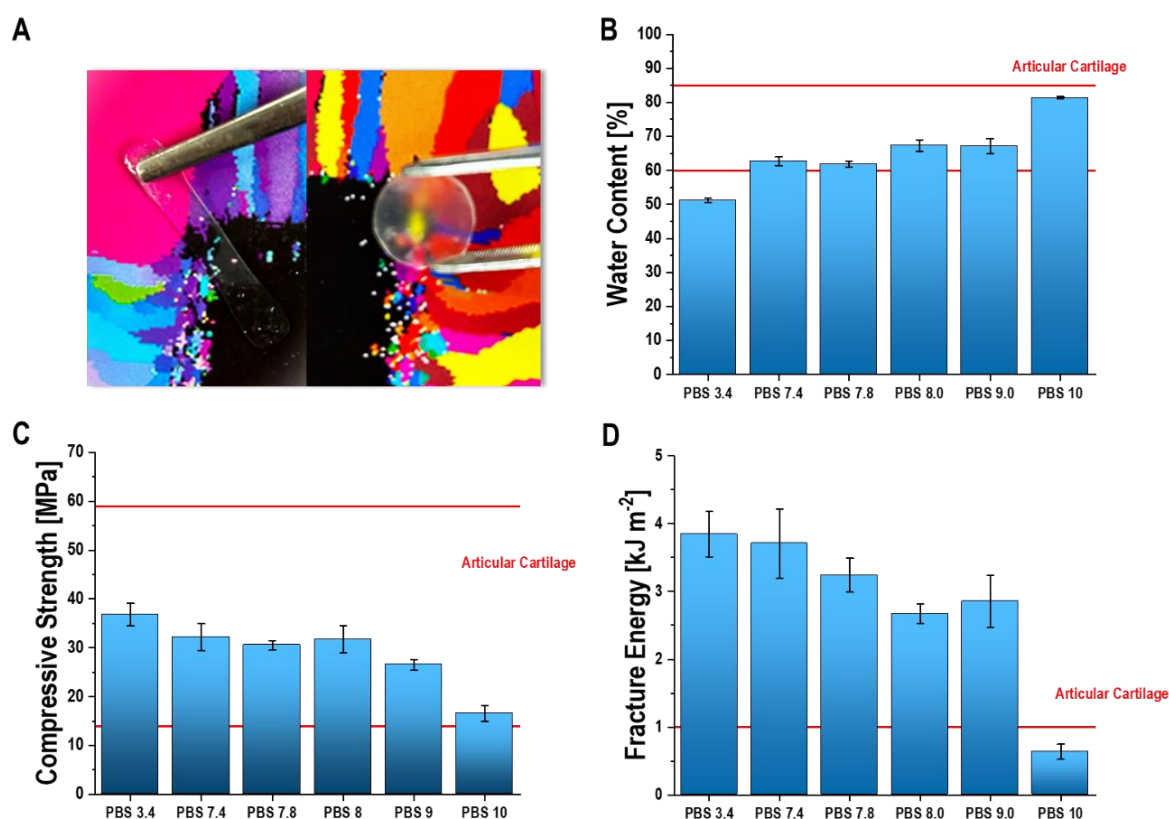 A
B
Water Content [%]
100
90
80
70
60
50
40
30
20
10
0
Articular Cartilage
PBS 3.4 PBS 7.4 PBS 7.8 PBS 8.0 PBS 9.0 PBS 10
C
Compressive Strength [MPa]
70
60
50
40
30
20
10
0
Articular Cartilage
PBS 3.4 PBS 7.4 PBS 7.8 PBS 8 PBS 9 PBS 10
D
Fracture Energy [kJ m-2]
5
4
3
2
1
0
Articular Cartilage
PBS 3.4 PBS 7.4 PBS 7.8 PBS 8.0 PBS 9.0 PBS 10